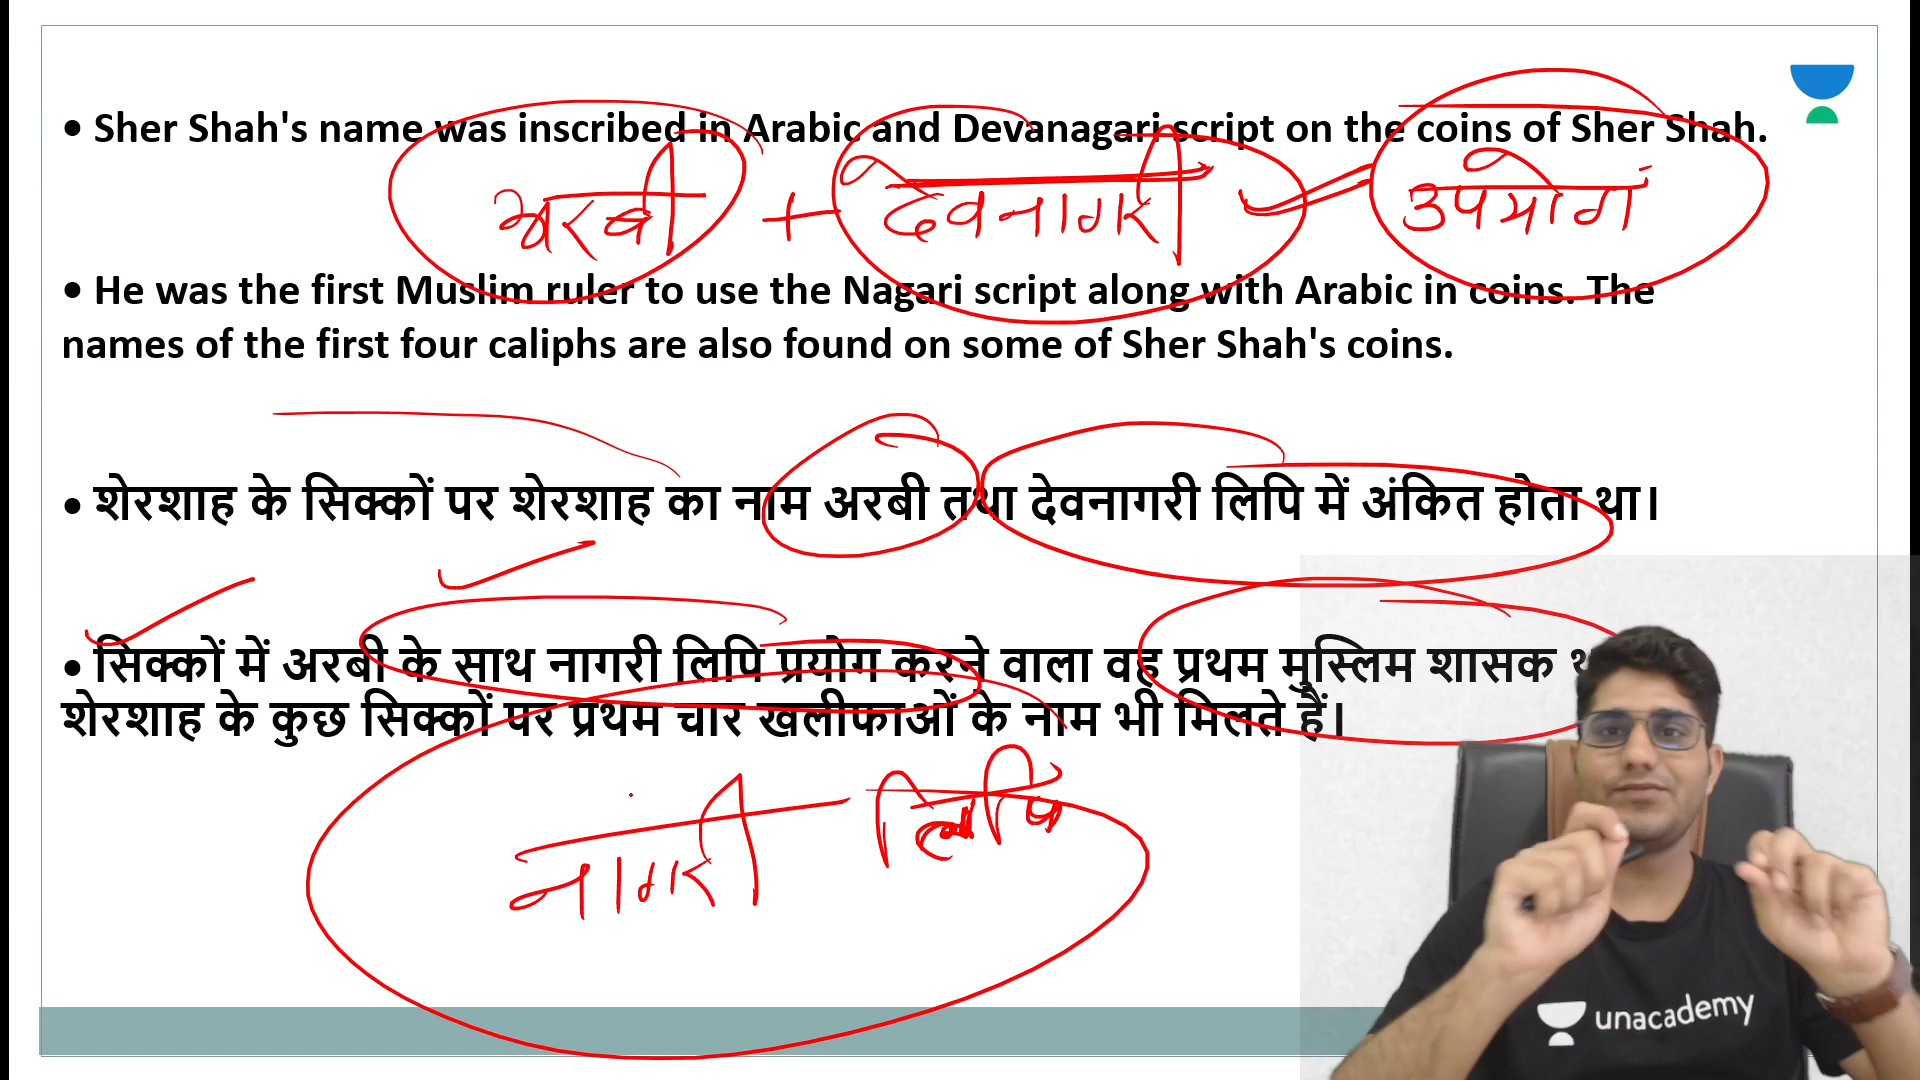 • Sher Shah's name was inscribed in Arabic and Devanagari script on the coins of Sher Shah.
अरबी + देवनागरी उपयोग
• He was the first Muslim ruler to use the Nagari script along with Arabic in coins. The
names of the first four caliphs are also found on some of Sher Shah's coins.
• शेरशाह के सिक्कों पर शेरशाह का नाम अरबी तथा देवनागरी लिपि में अंकित होता था।
• सिक्कों में अरबी के साथ नागरी लिपि प्रयोग करने वाला वह प्रथम मुस्लिम शासक
शेरशाह के कुछ सिक्कों पर प्रथम चार खलीफाओं के नाम भी मिलते हैं।
नागरी लिपि
unacademy